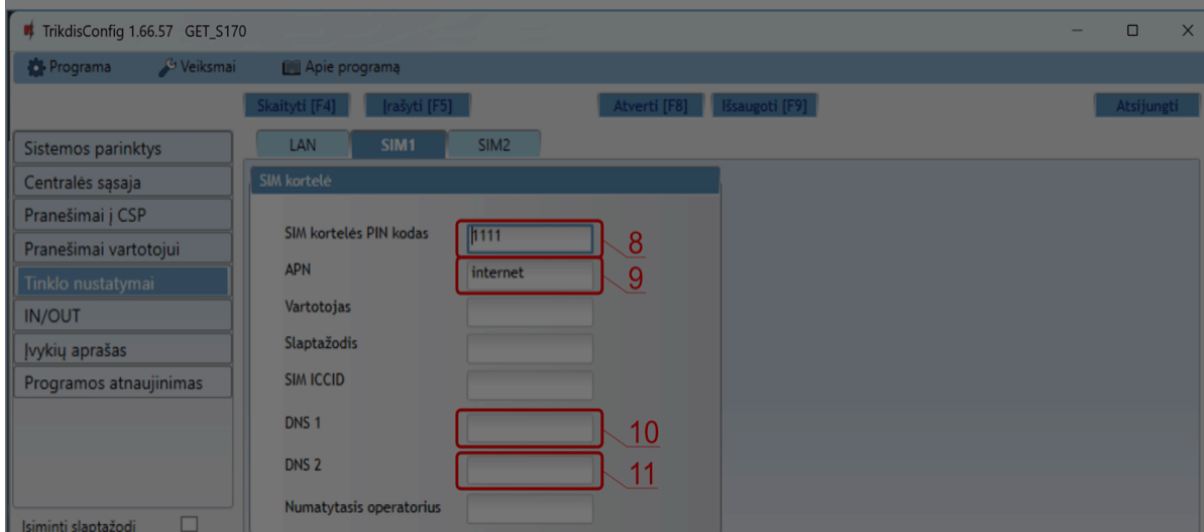 TrikdisConfig 1.66.57 GET_S170
Programa Veiksmai Apie programą
Skaityti [F4] Įrašyti [F5] Atverti [F8] Išsaugoti [F9] Atsijungti
Sistemos parinktys
Centralės sąsaja
Pranešimai į CSP
Pranešimai vartotojui
Tinklo nustatymai
IN/OUT
Įvykių aprašas
Programos atnaujinimas
Įsiminti slaptažodį
LAN SIM1 SIM2
SIM kortelė
SIM kortelės PIN kodas 1111 8
APN internet 9
Vartotojas
Slaptažodis
SIM ICCID
DNS 1 10
DNS 2 11
Numatytasis operatorius